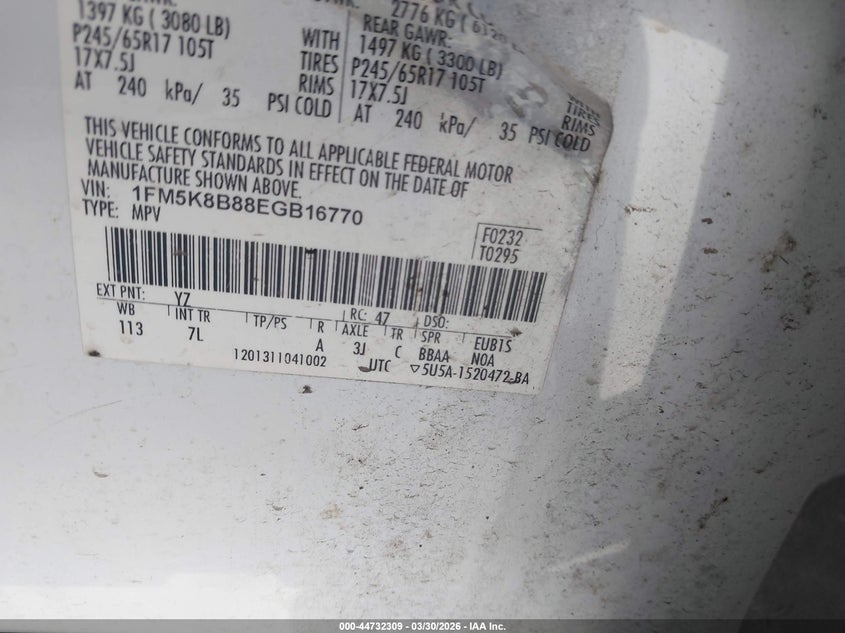 1397 KG ( 3080 LB)
P245/65R17 105T
17X7.5J
AT 240 kPa/ 35 PSI COLD
WITH
TIRES
RIMS
2776 KG (
REAR GAWR:
1497 KG ( 3300 LB)
P245/65R17 105T
17X7.5J
AT 240 kPa/ 35 PSI COLD
TIRES
RIMS
THIS VEHICLE CONFORMS TO ALL APPLICABLE FEDERAL MOTOR
VEHICLE SAFETY STANDARDS IN EFFECT ON THE DATE OF
MANUFACTURE SHOWN ABOVE.
VIN: 1FM5K8B88EGB16770
TYPE: MPV
F0232
T0295
EXT PNT: YZ RC: 47 DSO:
WB INT TR TP/PS R AXLE TR SPR EUB1S
113 7L A 3J C BBAA NOA
1201311041002 UTC ▽5U5A-1520472-BA
000-44732309 - 03/30/2026 - IAA Inc.